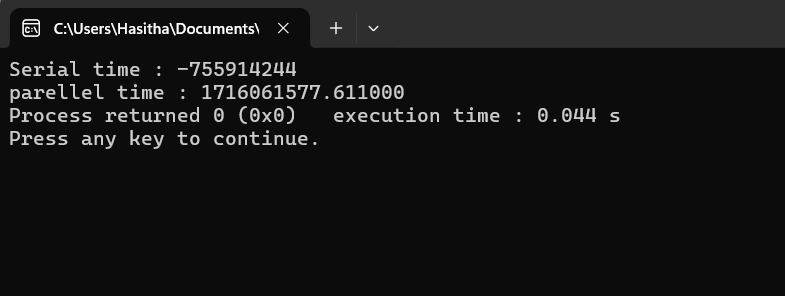 C:\Users\Hasitha\Documents\
Serial time : -755914244
parellel time : 1716061577.611000
Process returned 0 (0x0)   execution time : 0.044 s
Press any key to continue.